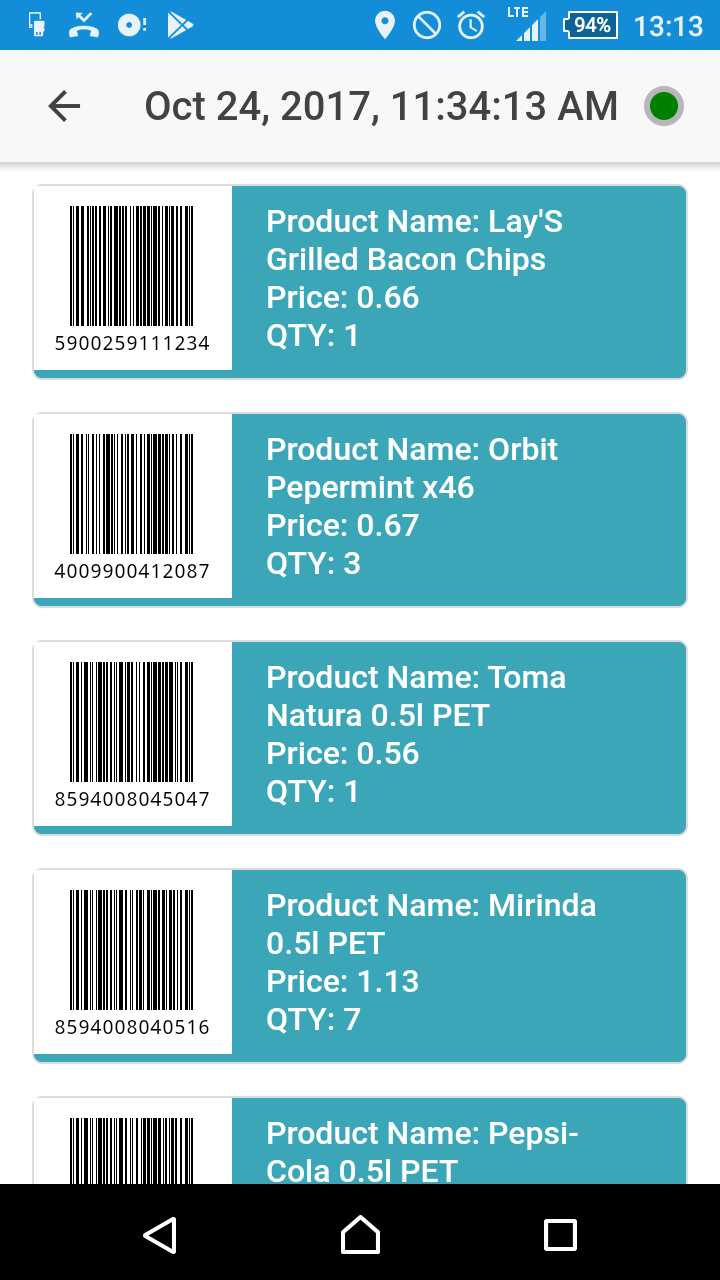 LTE
94%
13:13
Oct 24, 2017, 11:34:13 AM
Product Name: Lay'S
Grilled Bacon Chips
Price: 0.66
QTY: 1
5900259111234
Product Name: Orbit
Pepermint x46
Price: 0.67
QTY: 3
4009900412087
Product Name: Toma
Natura 0.5l PET
Price: 0.56
QTY: 1
8594008045047
Product Name: Mirinda
0.5l PET
Price: 1.13
QTY: 7
8594008040516
Product Name: Pepsi-
Cola 0.5l PET